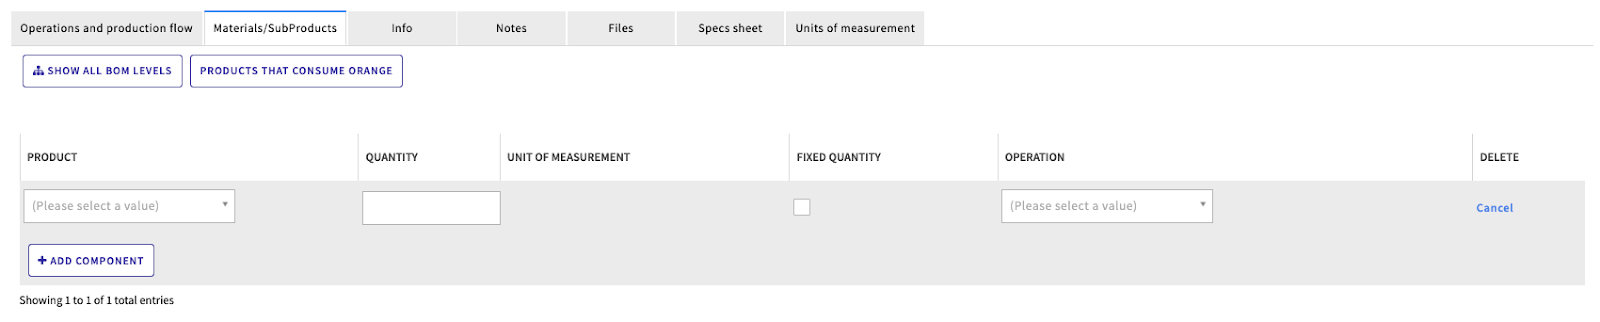 Operations and production flow Materials/SubProducts Info Notes Files Specs sheet Units of measurement
SHOW ALL BOM LEVELS PRODUCTS THAT CONSUME ORANGE
PRODUCT QUANTITY UNIT OF MEASUREMENT FIXED QUANTITY OPERATION DELETE
(Please select a value) (Please select a value) Cancel
+ ADD COMPONENT
Showing 1 to 1 of 1 total entries